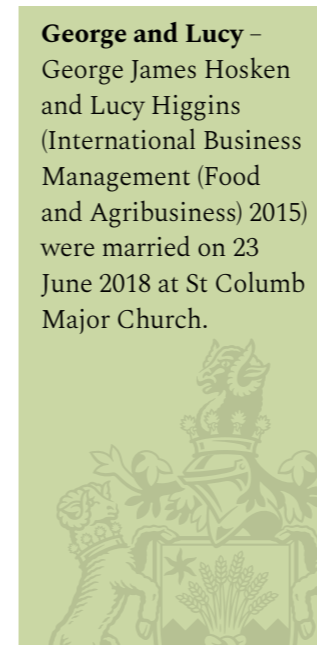 George and Lucy –
George James Hosken
and Lucy Higgins
(International Business
Management (Food
and Agribusiness) 2015)
were married on 23
June 2018 at St Columb
Major Church.